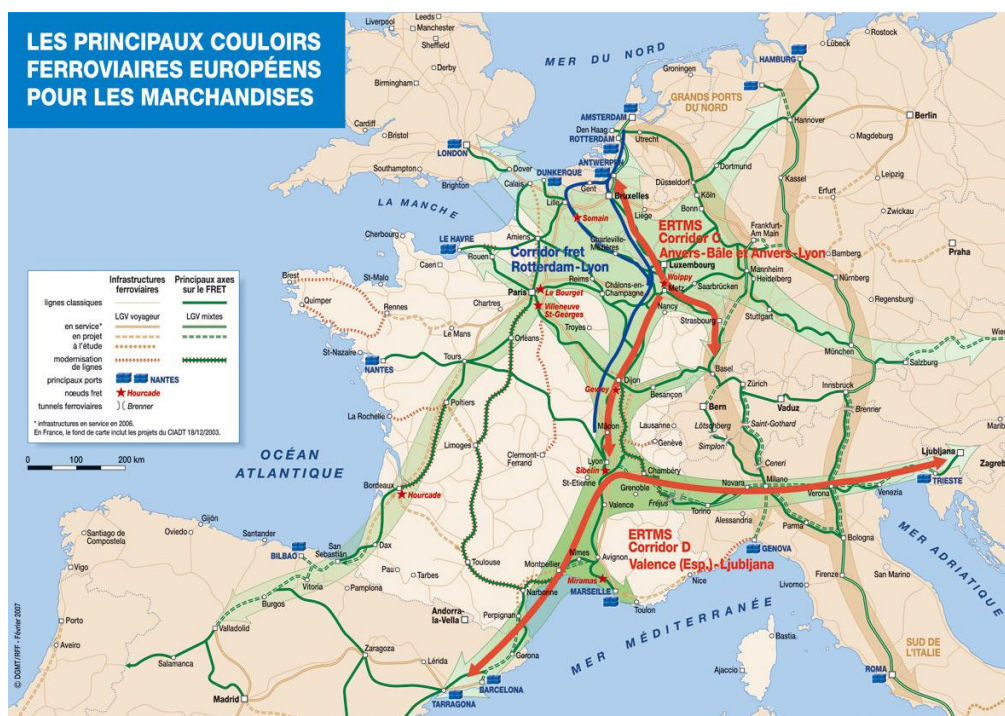 LES PRINCIPAUX COULOIRS
FERROVIAIRES EUROPÉENS
POUR LES MARCHANDISES
Liverpool
Leeds
Manchester
Sheffield
Derby
Birmingham
Cardiff
Bristol
LONDON
Southampton
Brighton
Dover
Calais
MER DU NORD
LA MANCHE
Groningen
HAMBURG
Lübeck
Rostock
GRANDS PORTS
DU NORD
AMSTERDAM
Den Haag
ROTTERDAM
Utrecht
ANTWERPEN
DUNKERQUE
Gent
Bruxelles
Lille
Somain
Liège
Hannover
Berlin
Magdeburg
Dortmund
Düsseldorf
Köln
Bonn
Kassel
Leipzig
Erfurt
Zwickau
Frankfurt-
Am Main
Bamberg
Praha
Mannheim
Heidelberg
Nürnberg
Regensburg
Stuttgart
München
Salzburg
Wien
ERTMS
Corridor C
Anvers-Bâle et Anvers-Lyon
Corridor fret
Rotterdam-Lyon
Charleville-
Mézières
Luxembourg
Woippy
Metz
Saarbrücken
Nancy
Strasbourg
Cherbourg
LE HAVRE
Rouen
Caen
Amiens
Reims
Châlons-en-
Champagne
Paris
Le Bourget
Villeneuve
St-Georges
Chartres
Troyes
Orléans
Brest
St-Malo
Quimper
Rennes
Le Mans
St-Nazaire
NANTES
Tours
Poitiers
La Rochelle
Limoges
Clermont-
Ferrand
Gevrey
Dijon
Besançon
Basel
Zürich
Bern
Vaduz
Lötschberg
Saint-Gothard
Simplon
Ceneri
Innsbruck
Brenner
Lausanne
Genève
Mâcon
Lyon
Sibelin
St-Etienne
Chambéry
Grenoble
Fréjus
Valence
Torino
Novara
Milano
Verona
Venezia
TRIESTE
Ljubljana
Zagreb
Alessandria
Parma
Bologna
GENOVA
Livorno
Firenze
San Marino
SUD DE
L'ITALIE
ROMA
MER ADRIATIQUE
MER MÉDITERRANÉE
ERTMS
Corridor D
Valence (Esp.)-Ljubljana
Bordeaux
Hourcade
Dax
Pau
Tarbes
Toulouse
Montpellier
Nîmes
Avignon
Miramas
MARSEILLE
Toulon
Nice
Narbonne
Perpignan
Andorra-
la-Vella
Gerona
BARCELONA
TARRAGONA
Lérida
Zaragoza
Pamplona
San
Sebastián
BILBAO
Vitoria
Santander
Gijón
Oviedo
Santiago de
Compostela
Vigo
Porto
Aveiro
Burgos
Valladolid
Salamanca
Madrid
Bastia
Ajaccio
OCÉAN
ATLANTIQUE
Infrastructures
ferroviaires
Principaux axes
sur le FRET
lignes classiques
LGV voyageur
LGV mixtes
en service*
en projet
à l'étude
modernisation
de lignes
principaux ports
NANTES
nœuds fret
Hourcade
tunnels ferroviaires
Brenner
* infrastructures en service en 2006.
En France, le fond de carte inclut les projets du CIADT 18/12/2003.
0 100 200 km
© DGMT/RFF - Février 2007